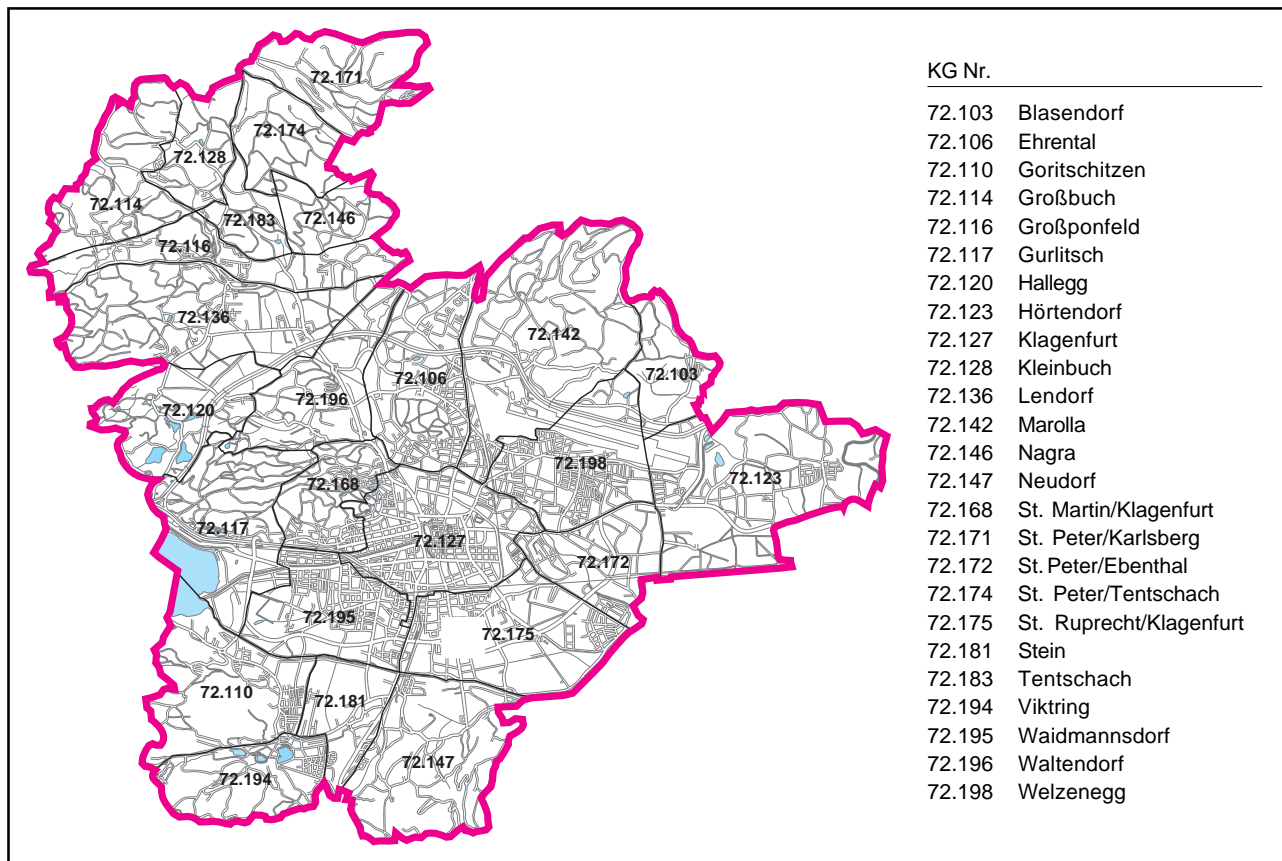 72.171
72.174
72.128
72.114
72.183
72.146
72.116
72.136
72.142
72.106
72.103
72.196
72.120
72.198
72.168
72.123
72.117
72.127
72.172
72.195
72.175
72.110
72.181
72.147
72.194
KG Nr.
72.103 Blasendorf
72.106 Ehrental
72.110 Goritschitzen
72.114 Großbuch
72.116 Großponfeld
72.117 Gurlitsch
72.120 Hallegg
72.123 Hörtendorf
72.127 Klagenfurt
72.128 Kleinbuch
72.136 Lendorf
72.142 Marolla
72.146 Nagra
72.147 Neudorf
72.168 St. Martin/Klagenfurt
72.171 St. Peter/Karlsberg
72.172 St. Peter/Ebenthal
72.174 St. Peter/Tentschach
72.175 St. Ruprecht/Klagenfurt
72.181 Stein
72.183 Tentschach
72.194 Viktring
72.195 Waidmannsdorf
72.196 Waltendorf
72.198 Welzenegg